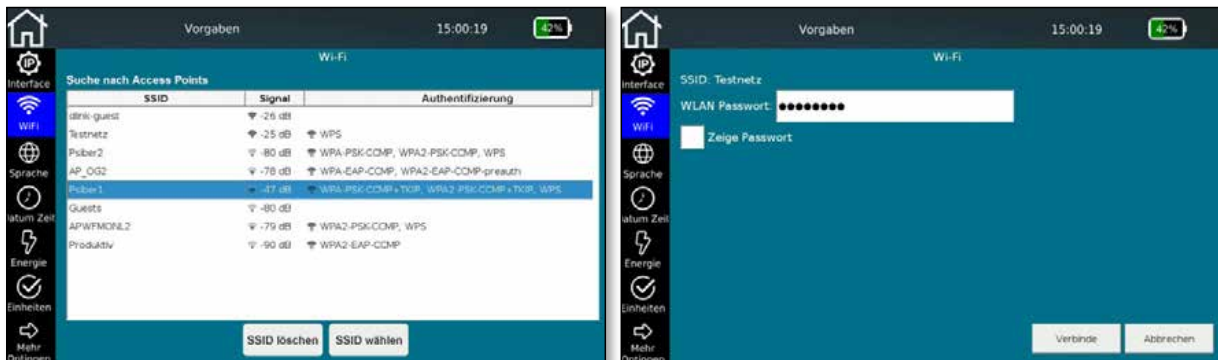 Vorgaben 15:00:19 42%
Wi-Fi
Interface
Suche nach Access Points
SSID Signal Authentifizierung
dlink-guest -26 dB
WiFi
Testnetz -25 dB WPS
Psiber2 -80 dB WPA-PSK-CCMP, WPA2-PSK-CCMP, WPS
Sprache
AP_OG2 -78 dB WPA-EAP-CCMP, WPA2-EAP-CCMP-preauth
Psiber1 -47 dB WPA-PSK-CCMP+TKIP, WPA2-PSK-CCMP+TKIP, WPS
Guests -80 dB
atum Zeit
APWFMONL2 -79 dB WPA2-PSK-CCMP, WPS
Produktiv -90 dB WPA2-EAP-CCMP
Energie
Einheiten
SSID löschen SSID wählen
Mehr
Optionen
Vorgaben 15:00:19 42%
Wi-Fi
Interface
SSID: Testnetz
WLAN Passwort: ●●●●●●●●
WiFi
Zeige Passwort
Sprache
atum Zeit
Energie
Einheiten
Mehr
Optionen
Verbinde Abbrechen